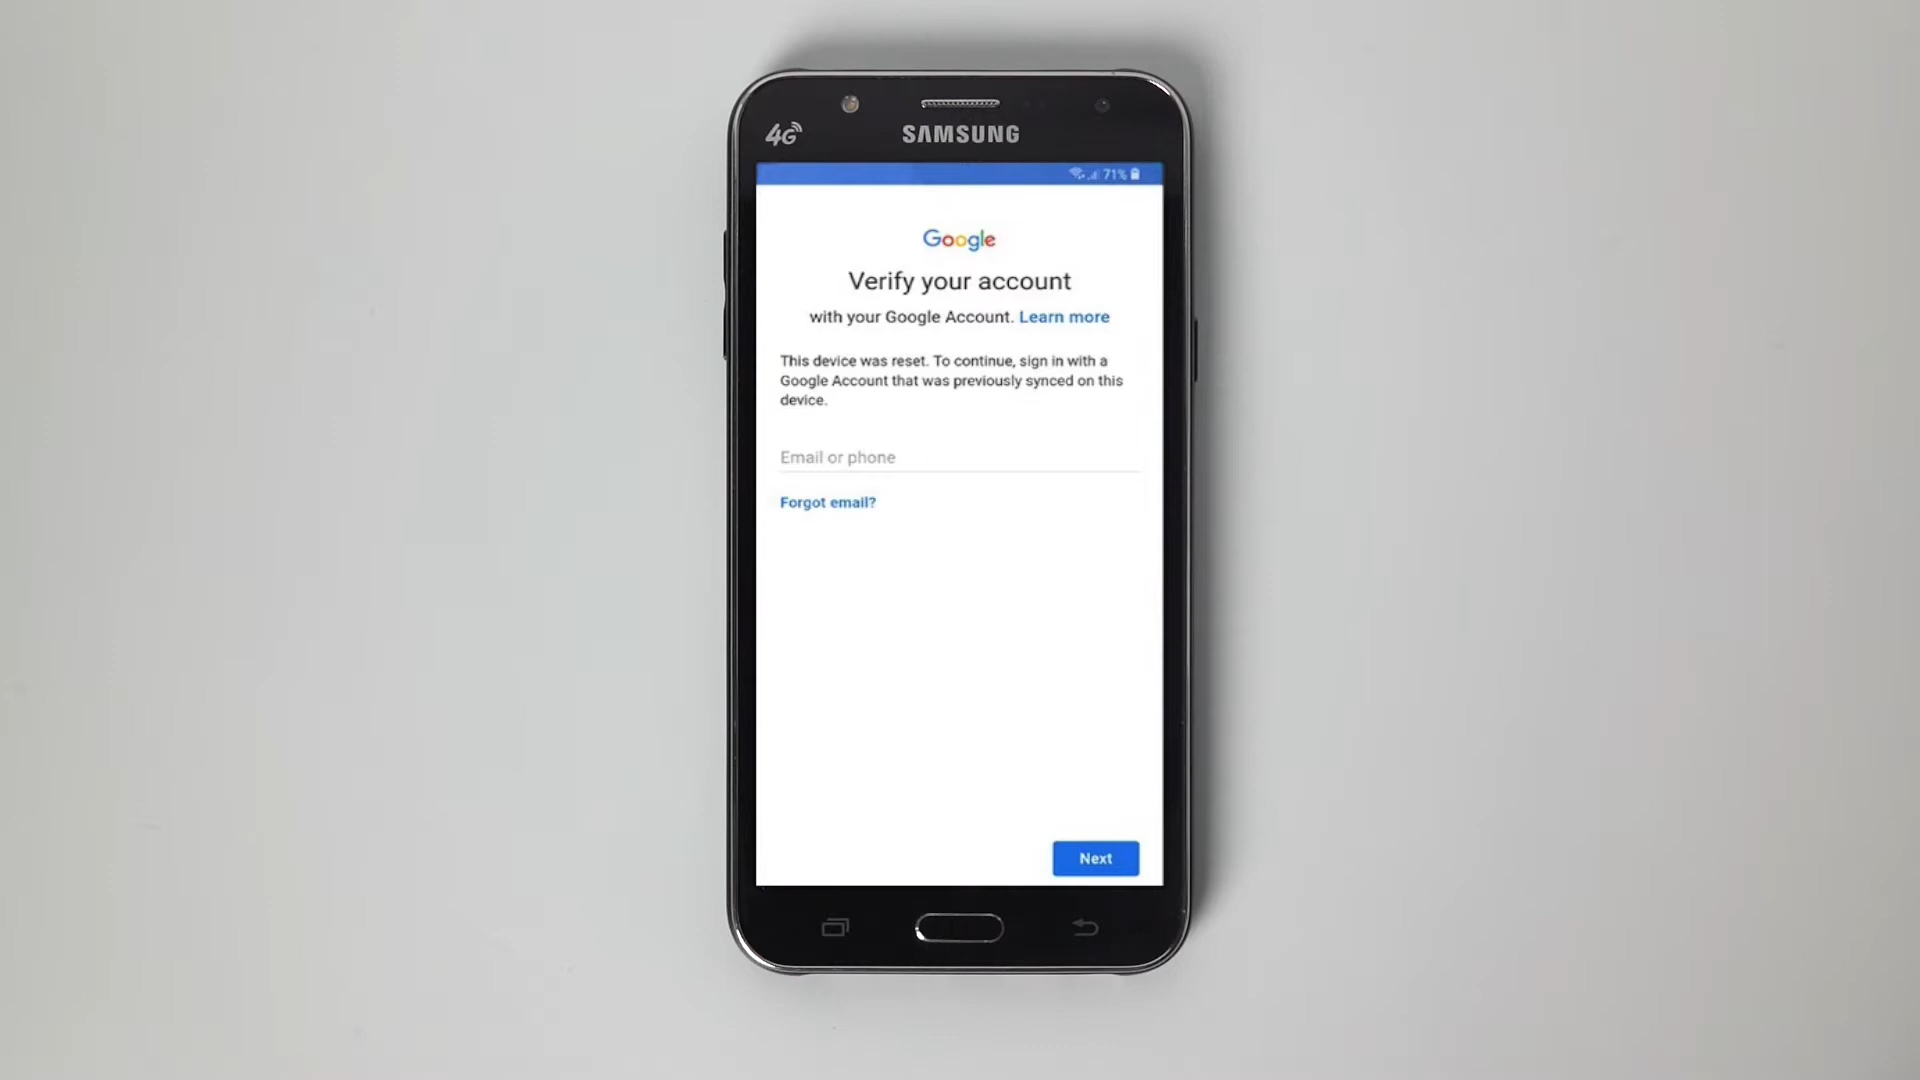 4G
SAMSUNG
71%
Google
Verify your account
with your Google Account. Learn more
This device was reset. To continue, sign in with a
Google Account that was previously synced on this
device.
Email or phone
Forgot email?
Next